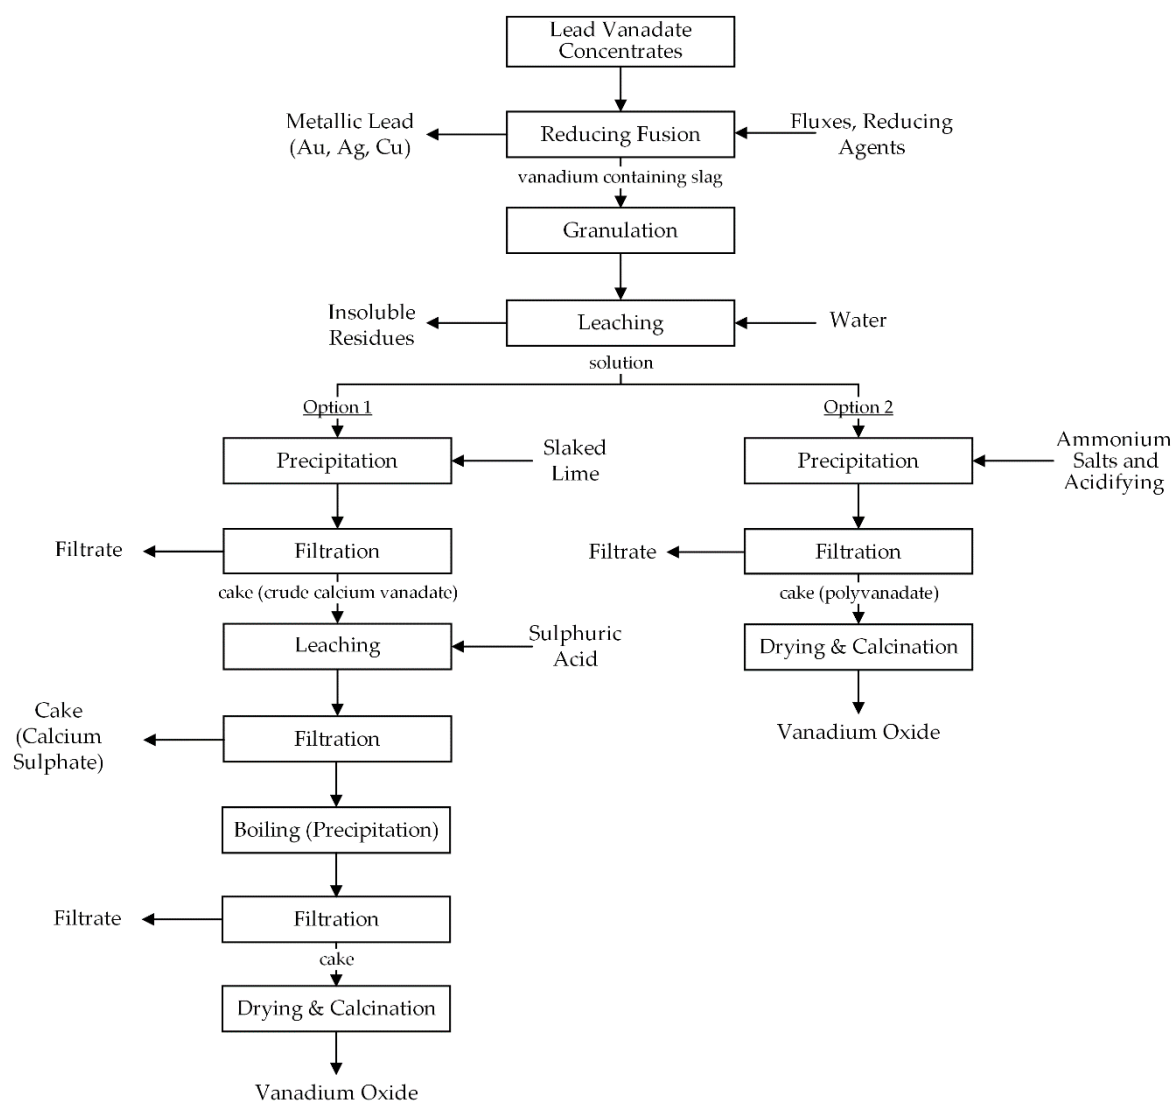 Lead Vanadate
Concentrates
Metallic Lead
(Au, Ag, Cu)
Reducing Fusion
Fluxes, Reducing
Agents
vanadium containing slag
Granulation
Insoluble
Residues
Leaching
Water
solution
Option 1
Option 2
Precipitation
Slaked
Lime
Precipitation
Ammonium
Salts and
Acidifying
Filtrate
Filtration
Filtrate
Filtration
cake (crude calcium vanadate)
cake (polyvanadate)
Leaching
Sulphuric
Acid
Drying & Calcination
Cake
(Calcium
Sulphate)
Filtration
Vanadium Oxide
Boiling (Precipitation)
Filtrate
Filtration
cake
Drying & Calcination
Vanadium Oxide